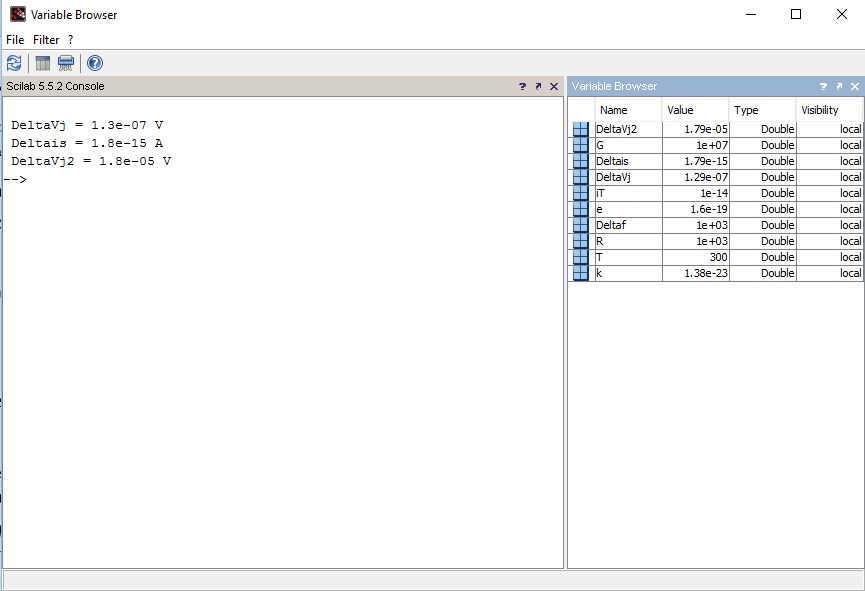 Variable Browser
File Filter ?
Scilab 5.5.2 Console ?
DeltaVj = 1.3e-07 V
Deltais = 1.8e-15 A
DeltaVj2 = 1.8e-05 V
-->
Variable Browser ?
Name Value Type Visibility
DeltaVj2 1.79e-05 Double local
G 1e+07 Double local
Deltais 1.79e-15 Double local
DeltaVj 1.29e-07 Double local
iT 1e-14 Double local
e 1.6e-19 Double local
Deltaf 1e+03 Double local
R 1e+03 Double local
T 300 Double local
k 1.38e-23 Double local